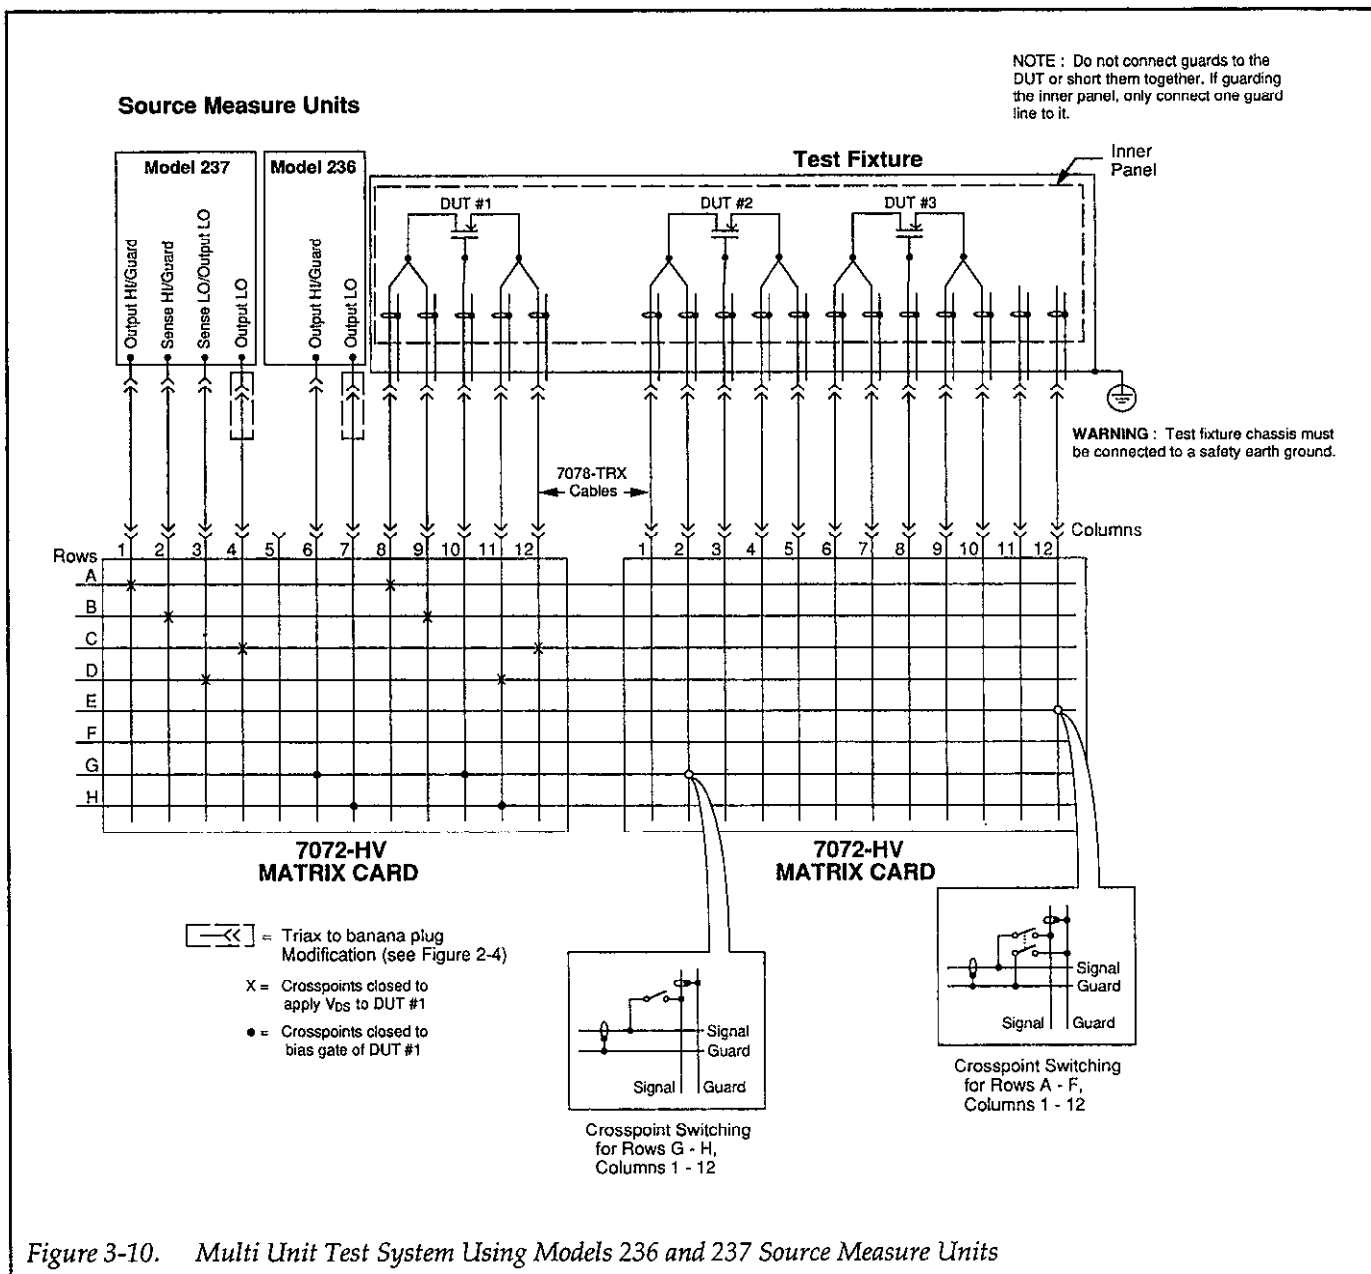 NOTE : Do not connect guards to the
DUT or short them together. If guarding
the inner panel, only connect one guard
line to it.
Source Measure Units
Model 237
Model 236
Test Fixture
Inner
Panel
DUT #1
DUT #2
DUT #3
Output HI/Guard
Sense HI/Guard
Sense LO/Output LO
Output LO
Output HI/Guard
Output LO
WARNING : Test fixture chassis must
be connected to a safety earth ground.
7078-TRX
Cables
Columns
Rows
1 2 3 4 5 6 7 8 9 10 11 12
1 2 3 4 5 6 7 8 9 10 11 12
A
B
C
D
E
F
G
H
7072-HV
MATRIX CARD
7072-HV
MATRIX CARD
= Triax to banana plug
Modification (see Figure 2-4)
X = Crosspoints closed to
apply VDS to DUT #1
● = Crosspoints closed to
bias gate of DUT #1
Signal
Guard
Signal Guard
Crosspoint Switching
for Rows G - H,
Columns 1 - 12
Signal
Guard
Signal Guard
Crosspoint Switching
for Rows A - F,
Columns 1 - 12
Figure 3-10. Multi Unit Test System Using Models 236 and 237 Source Measure Units